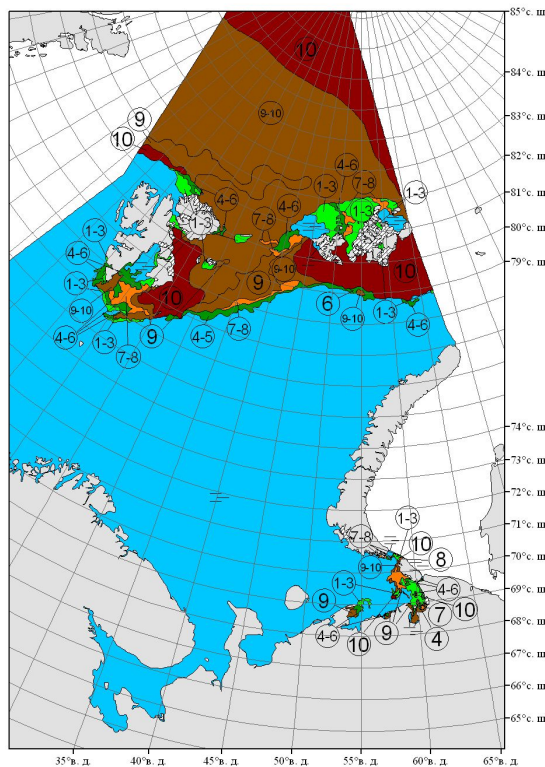 85°с. ш
10
84°с. ш
9-10
83°с. ш
9
10
82°с. ш
4-6
1-3
7-8
1-3
81°с. ш
4-6
1-3
7-8
4-6
1-3
80°с. ш
1-3
4-6
9
9-10
10
79°с. ш
1-3
10
9-10
6
9-10
1-3
4-6
4-6
1-3
7-8
9
4-5
7-8
74°с. ш
73°с. ш
72°с. ш
1-3
71°с. ш
7-8
10
8
70°с. ш
9-10
1-3
4-6
69°с. ш
9
7
10
4-6
10
9
4
68°с. ш
67°с. ш
66°с. ш
65°с. ш
35°в. д.
40°в. д.
45°в. д.
50°в. д.
55°в. д.
60°в. д.
65°в. д.